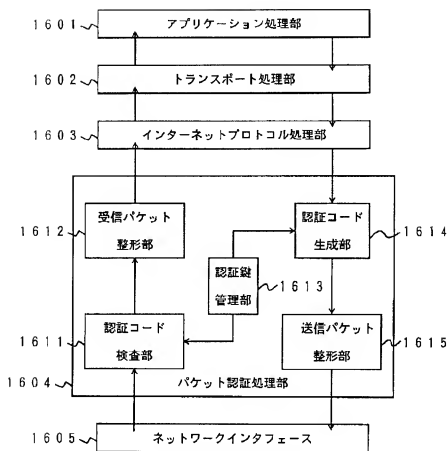 1601
アプリケーション処理部
1602
トランスポート処理部
1603
インターネットプロトコル処理部
1612
受信パケット
整形部
認証コード
生成部
1614
認証鍵
管理部
1613
1611
認証コード
検査部
送信パケット
整形部
1615
1604
パケット認証処理部
1605
ネットワークインタフェース